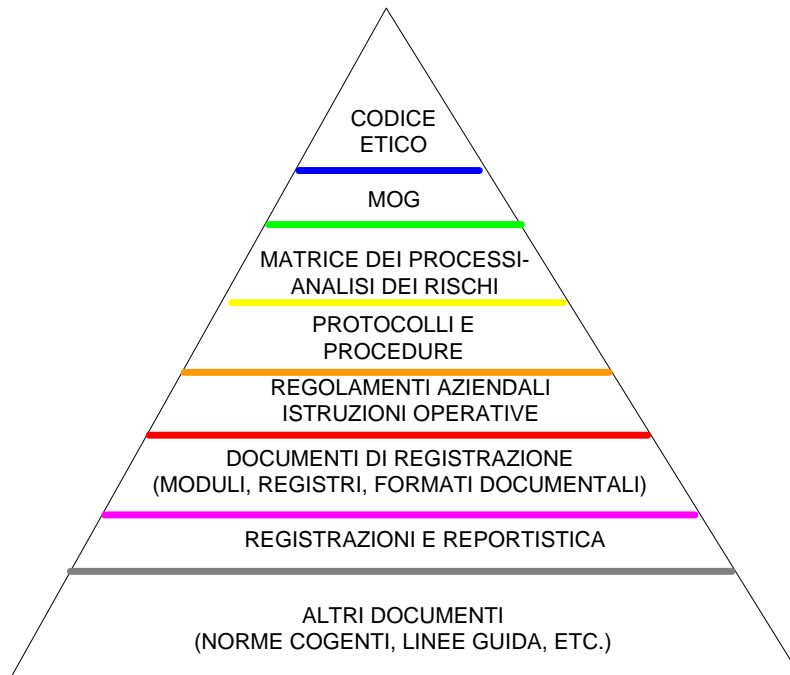 CODICE
ETICO
MOG
MATRICE DEI PROCESSI-
ANALISI DEI RISCHI
PROTOCOLLI E
PROCEDURE
REGOLAMENTI AZIENDALI
ISTRUZIONI OPERATIVE
DOCUMENTI DI REGISTRAZIONE
(MODULI, REGISTRI, FORMATI DOCUMENTALI)
REGISTRAZIONI E REPORTISTICA
ALTRI DOCUMENTI
(NORME COGENTI, LINEE GUIDA, ETC.)